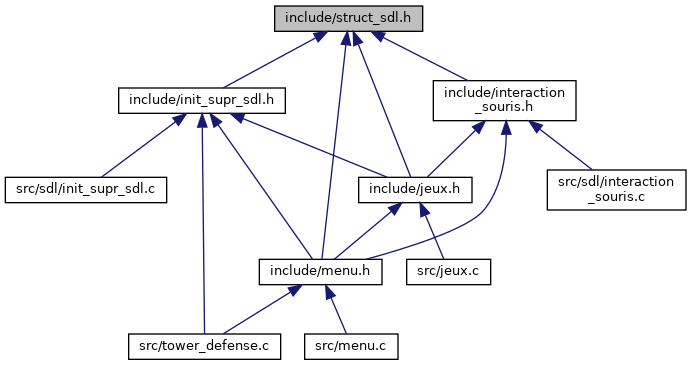 include/struct_sdl.h
include/init_supr_sdl.h
include/interaction
_souris.h
src/sdl/init_supr_sdl.c
include/jeux.h
src/sdl/interaction
_souris.c
include/menu.h
src/jeux.c
src/tower_defense.c
src/menu.c